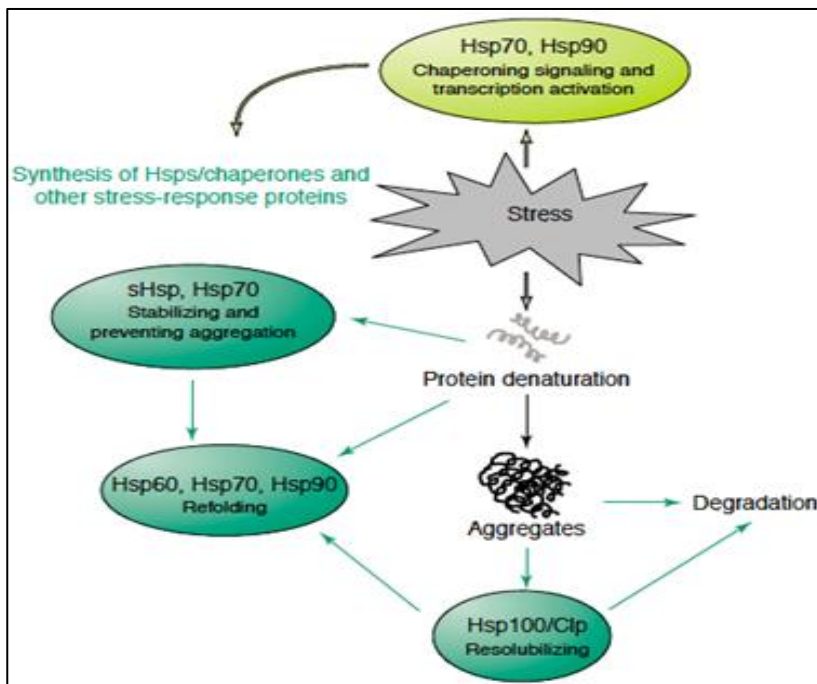 Hsp70, Hsp90
Chaperoning signaling and
transcription activation
Synthesis of Hsps/chaperones and
other stress-response proteins
Stress
sHsp, Hsp70
Stabilizing and
preventing aggregation
Protein denaturation
Hsp60, Hsp70, Hsp90
Refolding
Aggregates
Degradation
Hsp100/Clp
Resolubilizing